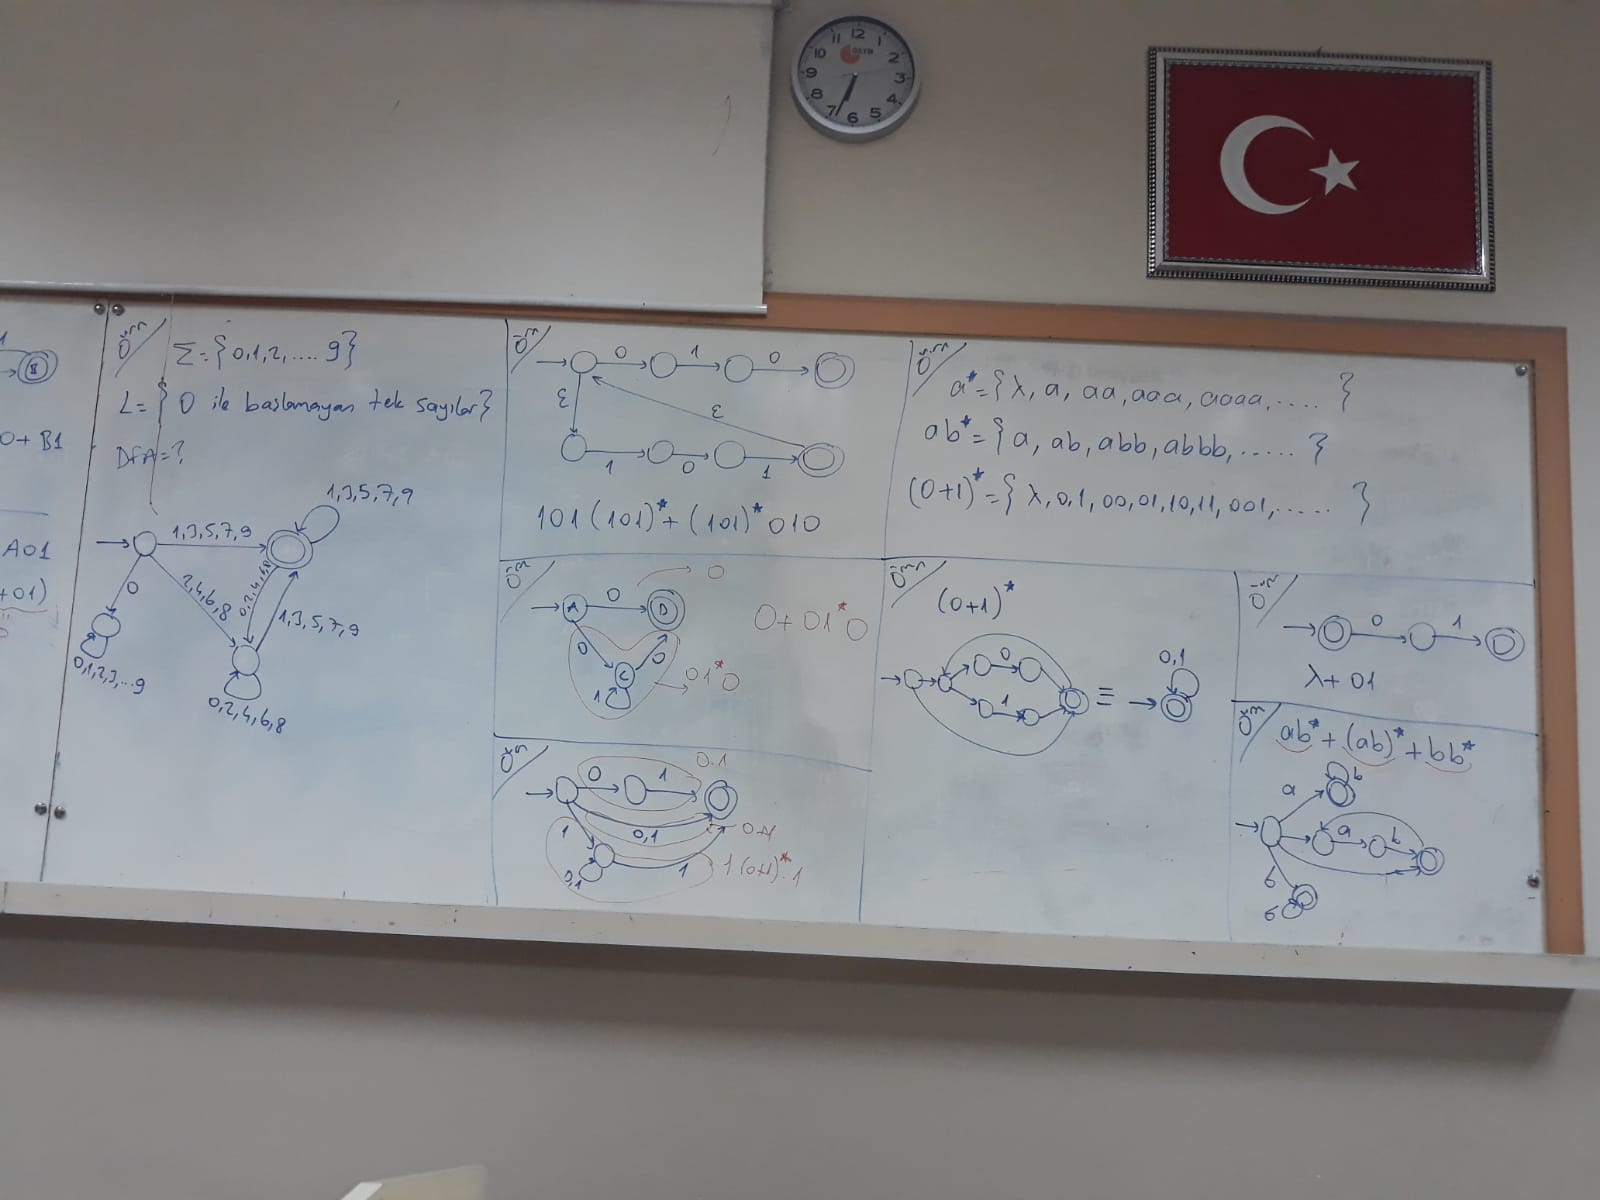 12
1
2
3
4
5
6
7
8
9
10
11
ÖSYM
B
0+B1
A01
+01)
Örn
Σ={0,1,2,....9}
L={0 ile başlamayan tek sayılar}
DFA=?
1,3,5,7,9
1,3,5,7,9
0
2,4,6,8
0,2,4,6,8
1,3,5,7,9
0,1,2,3,...9
0,2,4,6,8
Örn
0
1
0
ε
ε
1
0
1
101(101)*+(101)*010
Örn
A
0
B
0
0+01*0
0
C
0
1
01*0
Örn
0
1
0.1
0,1
0+1
1
0,1
1
1.(0+1)*.1
Örn
a*={λ, a, aa, aaa, aaaa,.... }
ab*={a, ab, abb, abbb,..... }
(0+1)*={λ,0,1,00,01,10,11,001,..... }
Örn
(0+1)*
0
1
≡
0,1
Örn
0
1
λ+01
Örn
ab*+(ab)*+bb*
a
b
a
b
b
b